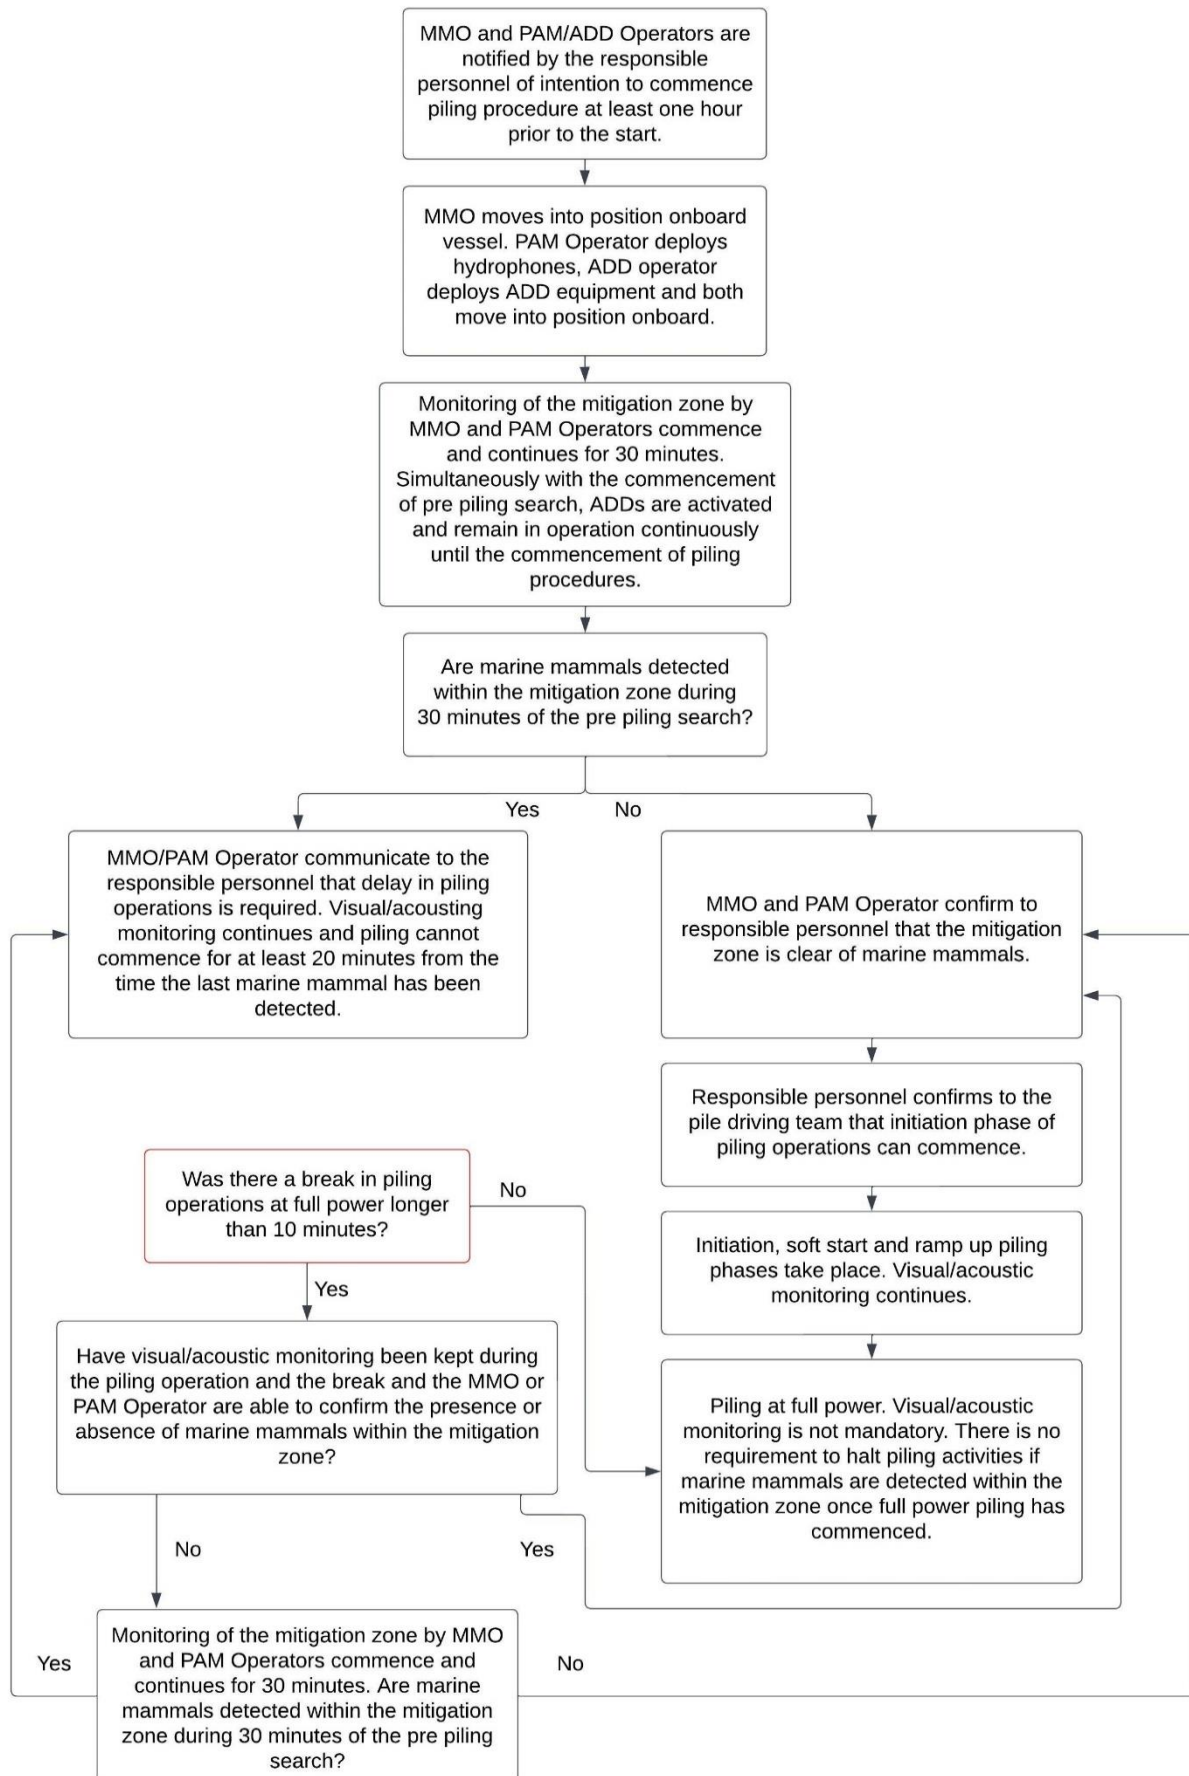 MMO and PAM/ADD Operators are
notified by the responsible
personnel of intention to commence
piling procedure at least one hour
prior to the start.
MMO moves into position onboard
vessel. PAM Operator deploys
hydrophones, ADD operator
deploys ADD equipment and both
move into position onboard.
Monitoring of the mitigation zone by
MMO and PAM Operators commence
and continues for 30 minutes.
Simultaneously with the commencement
of pre piling search, ADDs are activated
and remain in operation continuously
until the commencement of piling
procedures.
Are marine mammals detected
within the mitigation zone during
30 minutes of the pre piling search?
Yes
No
MMO/PAM Operator communicate to the
responsible personnel that delay in piling
operations is required. Visual/acousting
monitoring continues and piling cannot
commence for at least 20 minutes from the
time the last marine mammal has been
detected.
MMO and PAM Operator confirm to
responsible personnel that the mitigation
zone is clear of marine mammals.
Responsible personnel confirms to the
pile driving team that initiation phase of
piling operations can commence.
Initiation, soft start and ramp up piling
phases take place. Visual/acoustic
monitoring continues.
Piling at full power. Visual/acoustic
monitoring is not mandatory. There is no
requirement to halt piling activities if
marine mammals are detected within the
mitigation zone once full power piling has
commenced.
Was there a break in piling
operations at full power longer
than 10 minutes?
No
Yes
Have visual/acoustic monitoring been kept during
the piling operation and the break and the MMO or
PAM Operator are able to confirm the presence or
absence of marine mammals within the mitigation
zone?
No
Yes
Monitoring of the mitigation zone by MMO
and PAM Operators commence and
continues for 30 minutes. Are marine
mammals detected within the mitigation
zone during 30 minutes of the pre piling
search?
Yes
No